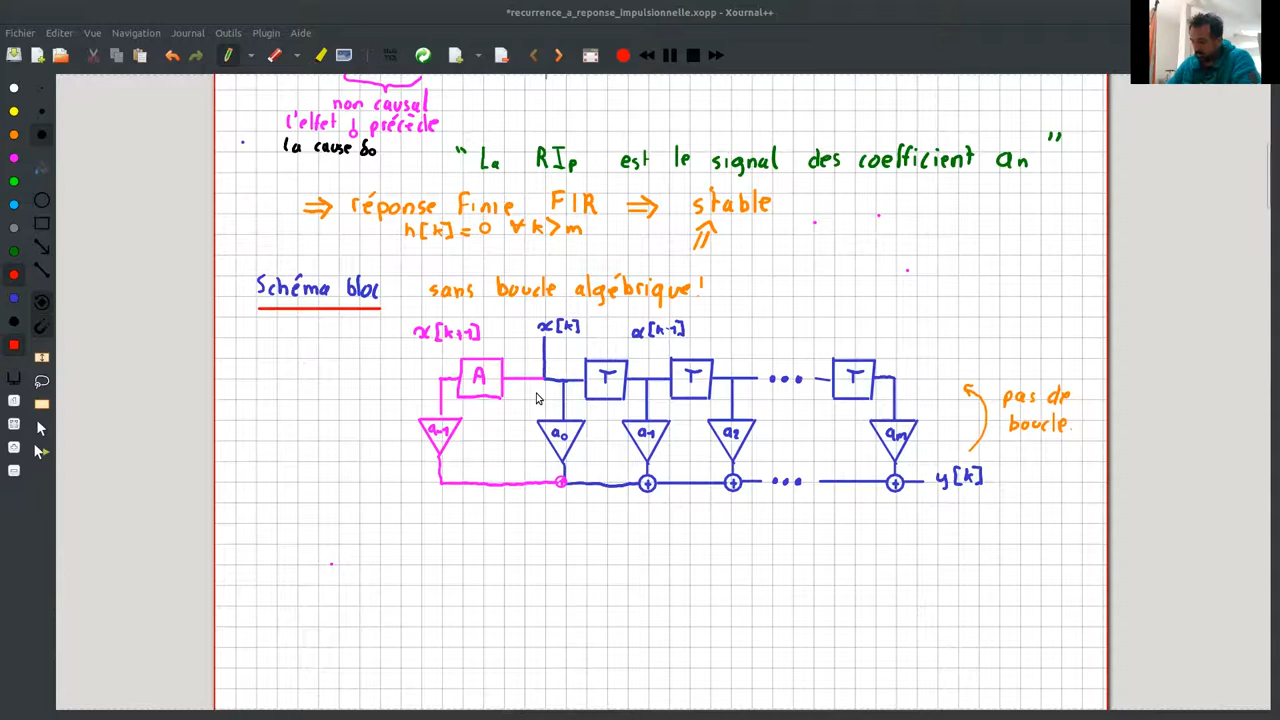 *recurrence_a_reponse_impulsionnelle.xopp - Xournal++
Fichier Editer Vue Navigation Journal Outils Plugin Aide
non causal
l'effet précède
la cause δ0
"La RIp est le signal des coefficient an"
⇒ réponse Finie FIR ⇒ stable
h[k]=0 ∀k>m
Schéma bloc sans boucle algébrique!
x[k+1] x[k] x[k-1]
A T T ... T
pas de
boucle.
a-1 a0 a1 a2 am
+ + + ... + y[k]